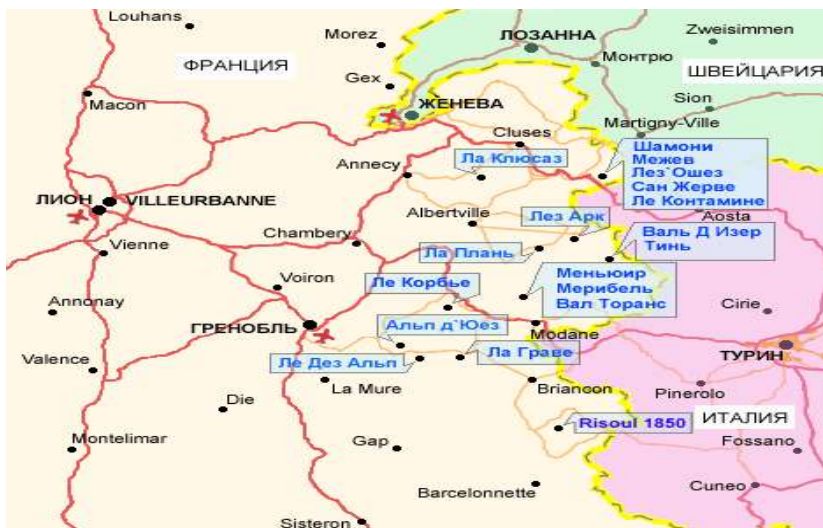 Louhans
Morez
ЛОЗАННА
Zweisimmen
ФРАНЦИЯ
Монтрю
ШВЕЙЦАРИЯ
Gex
Macon
ЖЕНЕВА
Sion
Cluses
Martigny-Ville
Шамони
Межев
Лез`Ошез
Сан Жерве
Ле Контамине
Ла Клюсаз
Annecy
ЛИОН
VILLEURBANNE
Albertville
Лез Арк
Aosta
Валь Д Изер
Тинь
Vienne
Chambery
Ла Плань
Voiron
Ле Корбье
Меньюир
Мерибель
Вал Торанс
Annonay
Cirie
ГРЕНОБЛЬ
Альп д`Юез
Modane
Valence
Ле Дез Альп
Ла Граве
ТУРИН
La Mure
Briancon
Pinerolo
Die
Risoul 1850
ИТАЛИЯ
Montelimar
Gap
Fossano
Barcelonnette
Cuneo
Sisteron